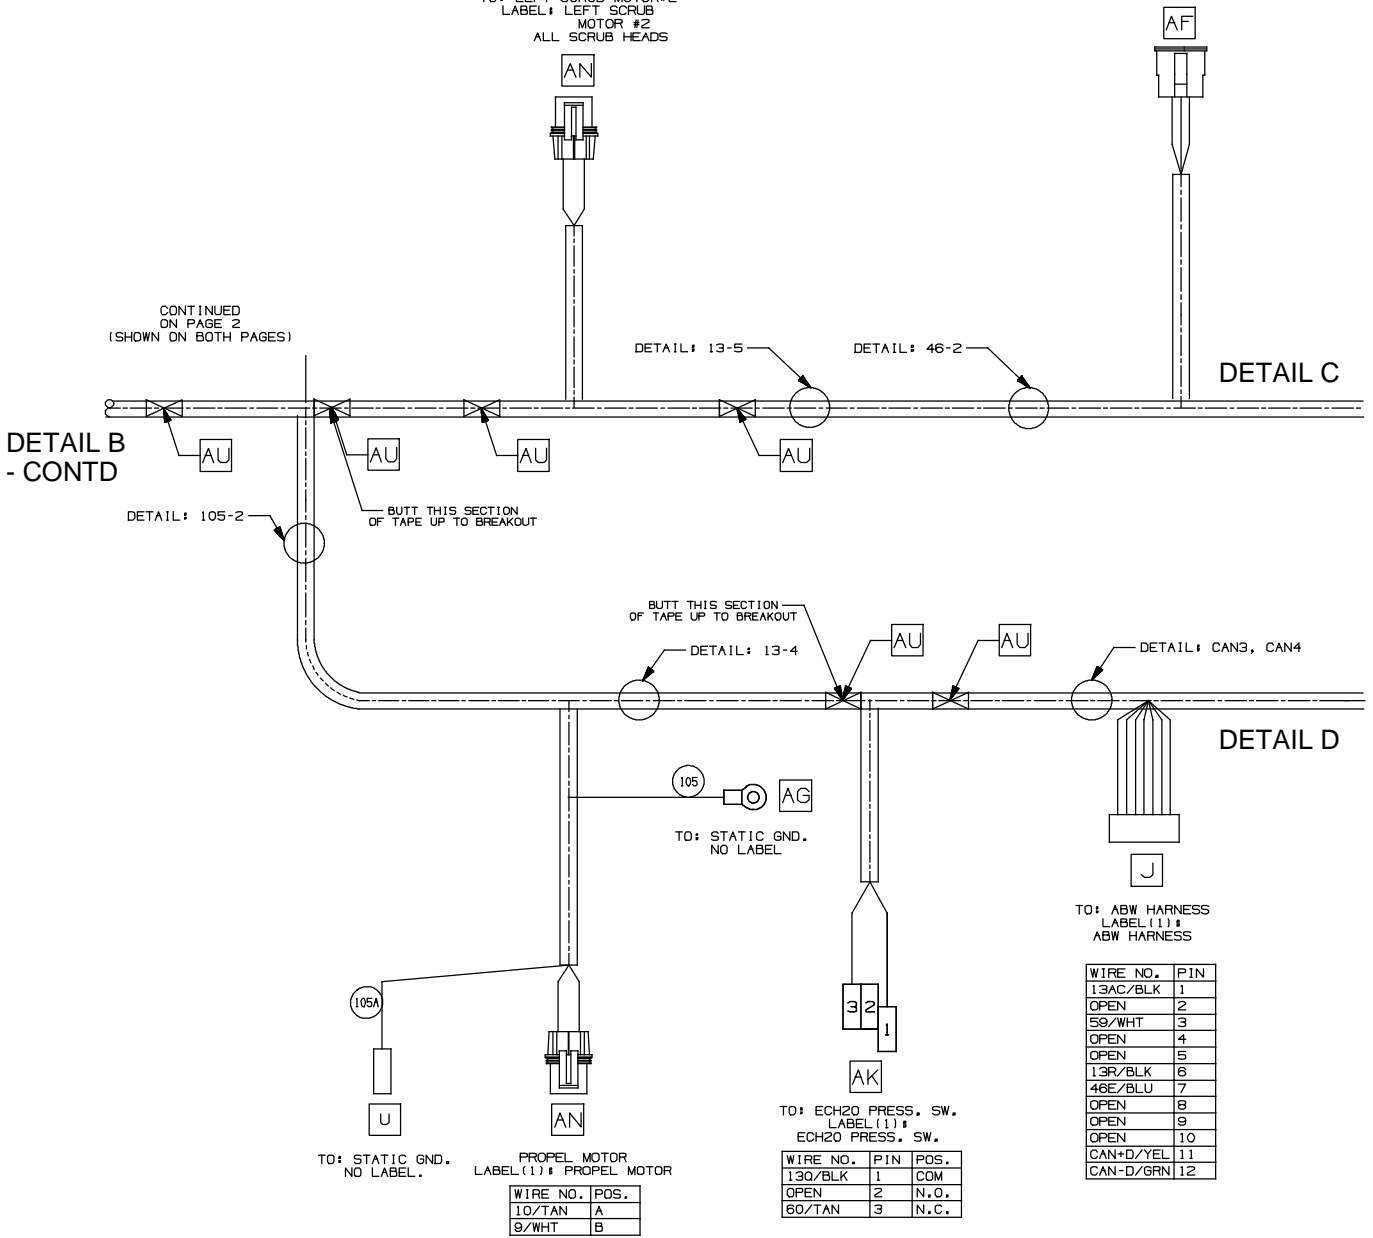 LABEL: LEFT SCRUB
MOTOR #2
ALL SCRUB HEADS
AN
AF
CONTINUED
ON PAGE 2
(SHOWN ON BOTH PAGES)
DETAIL: 13-5
DETAIL: 46-2
DETAIL C
DETAIL B
- CONTD
AU
AU
AU
AU
DETAIL: 105-2
BUTT THIS SECTION
OF TAPE UP TO BREAKOUT
BUTT THIS SECTION
OF TAPE UP TO BREAKOUT
AU
AU
DETAIL: 13-4
DETAIL: CAN3, CAN4
DETAIL D
105
AG
TO: STATIC GND.
NO LABEL
J
TO: ABW HARNESS
LABEL(1):
ABW HARNESS
WIRE NO. PIN
13AC/BLK 1
OPEN 2
59/WHT 3
OPEN 4
OPEN 5
13R/BLK 6
46E/BLU 7
OPEN 8
OPEN 9
OPEN 10
CAN+D/YEL 11
CAN-D/GRN 12
105A
U
TO: STATIC GND.
NO LABEL.
AN
PROPEL MOTOR
LABEL(1): PROPEL MOTOR
WIRE NO. POS.
10/TAN A
9/WHT B
3 2
1
AK
TO: ECH2O PRESS. SW.
LABEL(1):
ECH2O PRESS. SW.
WIRE NO. PIN POS.
13Q/BLK 1 COM
OPEN 2 N.O.
60/TAN 3 N.C.